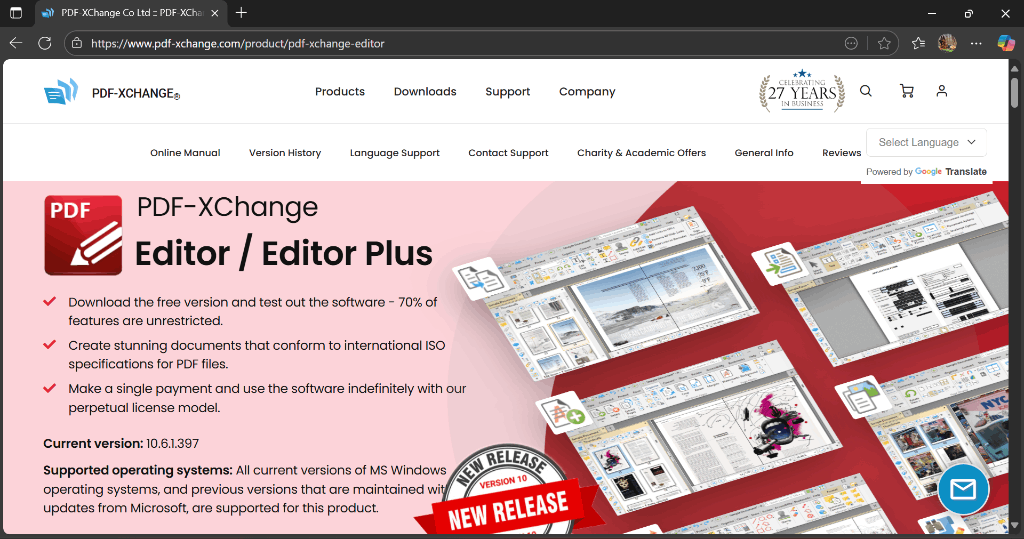 PDF-XChange Co Ltd :: PDF-XChan
https://www.pdf-xchange.com/product/pdf-xchange-editor
PDF-XCHANGE®
Products
Downloads
Support
Company
CELEBRATING
27 YEARS
IN BUSINESS
Online Manual
Version History
Language Support
Contact Support
Charity & Academic Offers
General Info
Reviews
Select Language
Powered by Google Translate
PDF
PDF-XChange
Editor / Editor Plus
Download the free version and test out the software - 70% of
features are unrestricted.
Create stunning documents that conform to international ISO
specifications for PDF files.
Make a single payment and use the software indefinitely with our
perpetual license model.
Current version: 10.6.1.397
Supported operating systems: All current versions of MS Windows
operating systems, and previous versions that are maintained wit
updates from Microsoft, are supported for this product.
NEW RELEASE
VERSION 10
NEW RELEASE
NYC